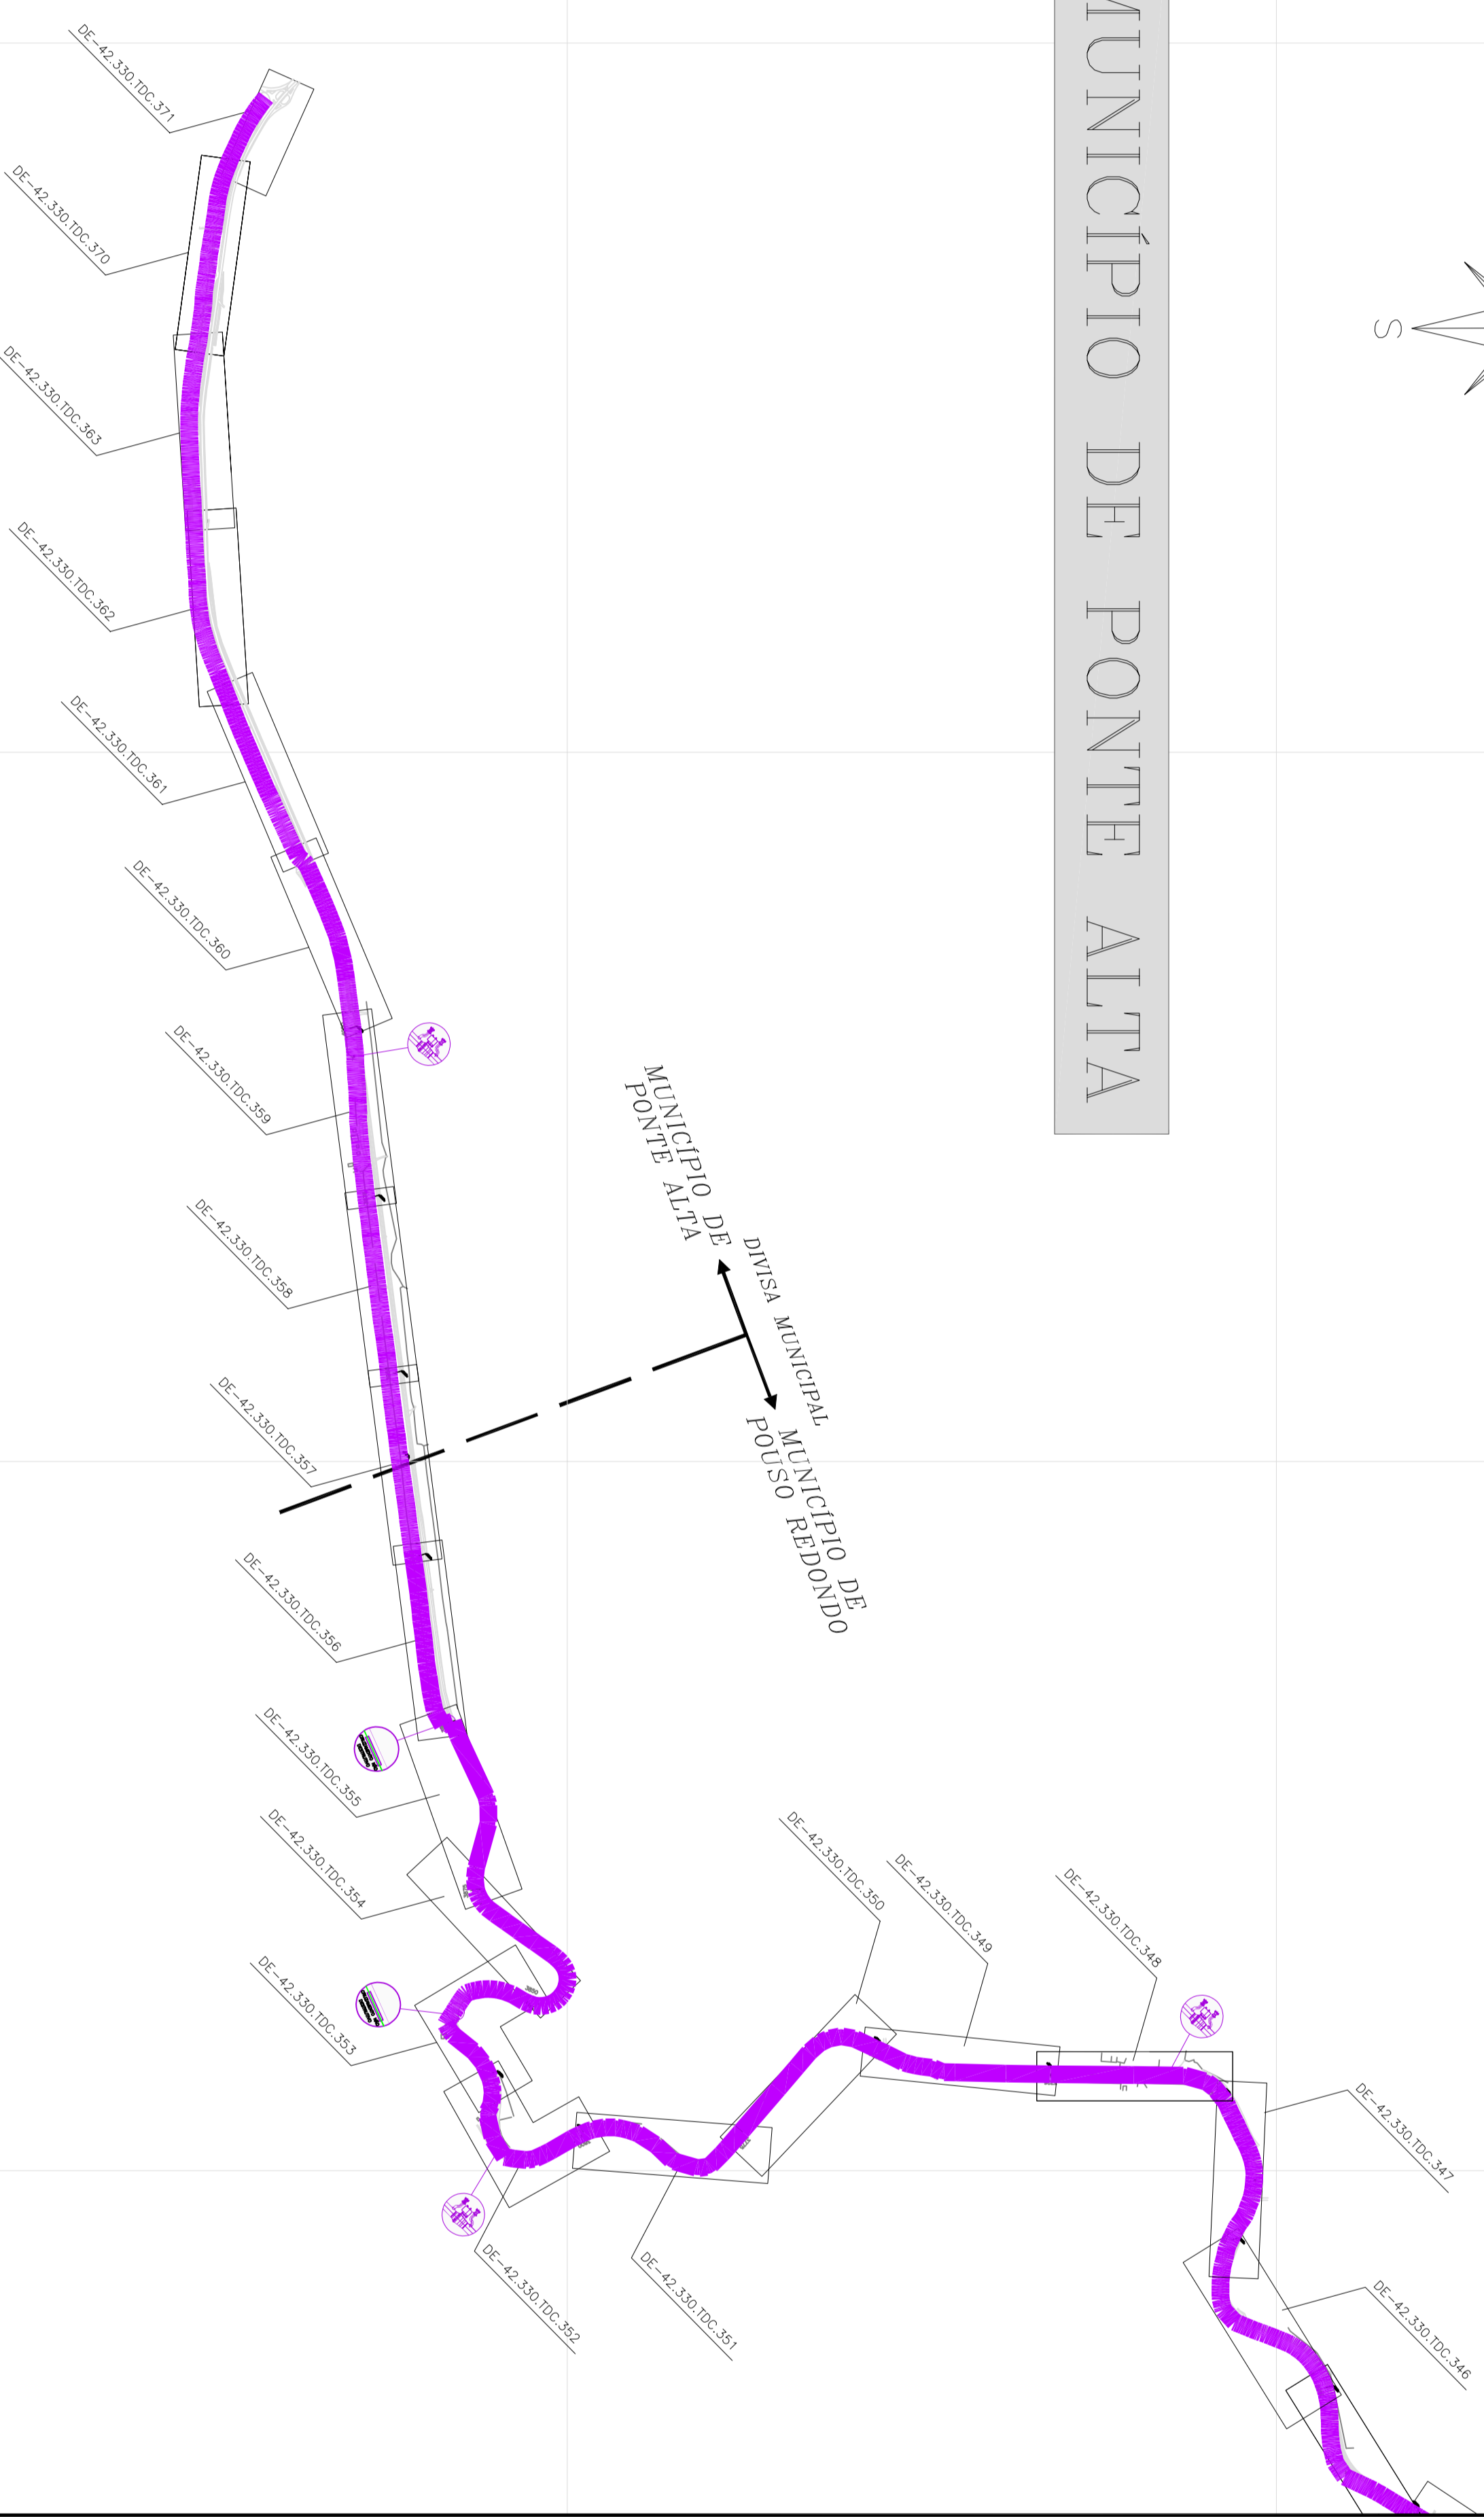 MUNICÍPIO DE PONTE ALTA
S
DE-42.330.TDC.371
DE-42.330.TDC.370
DE-42.330.TDC.363
DE-42.330.TDC.362
DE-42.330.TDC.361
DE-42.330.TDC.360
DE-42.330.TDC.359
DE-42.330.TDC.358
DE-42.330.TDC.357
DE-42.330.TDC.356
DE-42.330.TDC.355
DE-42.330.TDC.354
DE-42.330.TDC.353
MUNICÍPIO DE
PONTE ALTA
DIVISA MUNICIPAL
MUNICÍPIO DE
POUSO REDONDO
DE-42.330.TDC.350
DE-42.330.TDC.349
DE-42.330.TDC.348
DE-42.330.TDC.347
DE-42.330.TDC.346
DE-42.330.TDC.352
DE-42.330.TDC.351